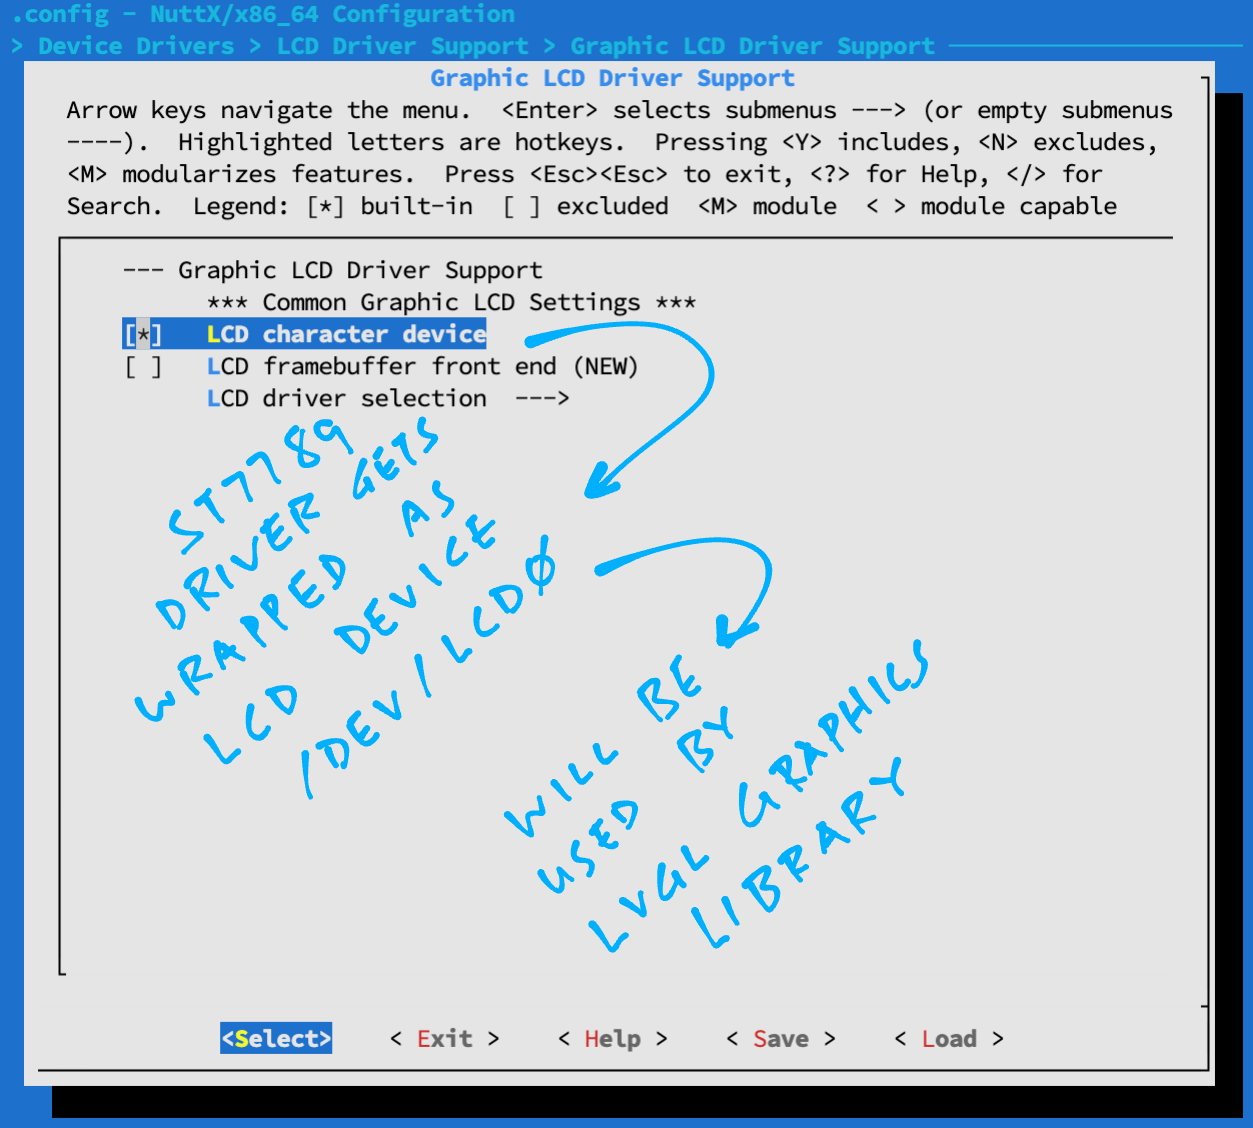 .config - NuttX/x86_64 Configuration
> Device Drivers > LCD Driver Support > Graphic LCD Driver Support
Graphic LCD Driver Support
Arrow keys navigate the menu.  <Enter> selects submenus ---> (or empty submenus
----).  Highlighted letters are hotkeys.  Pressing <Y> includes, <N> excludes,
<M> modularizes features.  Press <Esc><Esc> to exit, <?> for Help, </> for
Search.  Legend: [*] built-in  [ ] excluded  <M> module  < > module capable
--- Graphic LCD Driver Support
*** Common Graphic LCD Settings ***
[*]   LCD character device
[ ]   LCD framebuffer front end (NEW)
LCD driver selection  --->
ST7789
DRIVER GETS
WRAPPED AS
LCD DEVICE
/DEV/LCD0
WILL BE
USED BY
LVGL GRAPHICS
LIBRARY
<Select>    < Exit >    < Help >    < Save >    < Load >